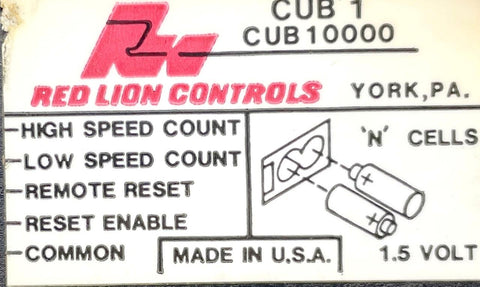 CUB 1
CUB10000
RED LION CONTROLS
YORK, PA.
HIGH SPEED COUNT
LOW SPEED COUNT
REMOTE RESET
RESET ENABLE
COMMON
MADE IN U.S.A.
'N' CELLS
+
+
1.5 VOLT